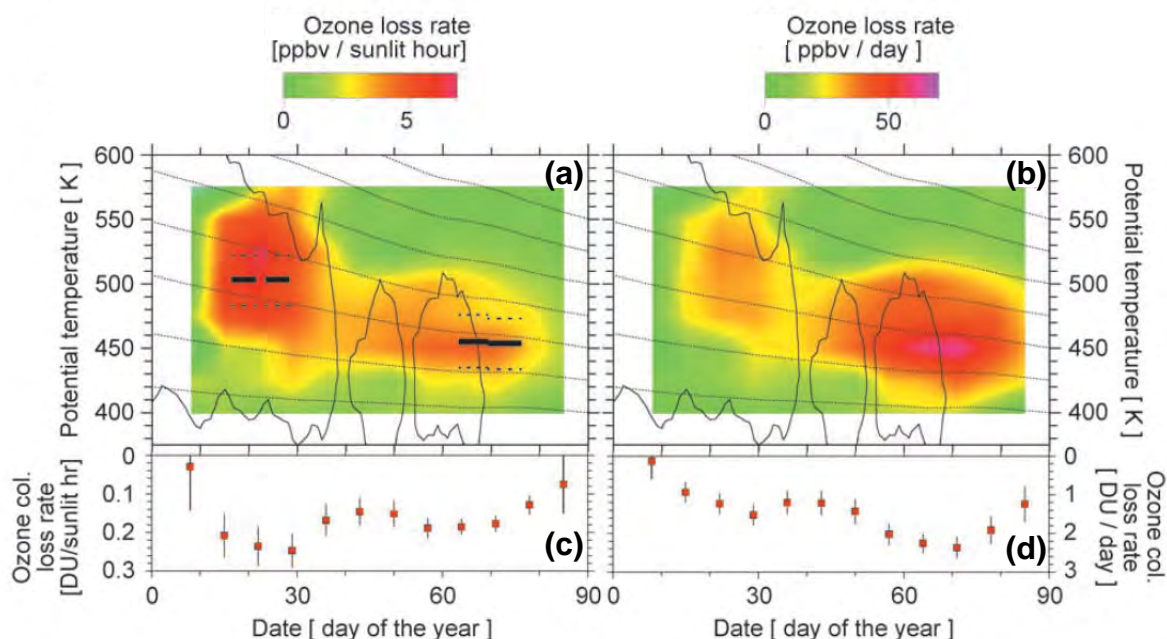 Ozone loss rate
[ppbv / sunlit hour]
0 5
Ozone loss rate
[ ppbv / day ]
0 50
Potential temperature [ K ]
600
550
500
450
400
(a)
(b)
600
550
500
450
400
Potential temperature [ K ]
Ozone col.
loss rate
[DU/sunlit hr]
0
0.1
0.2
0.3
(c)
(d)
0
1
2
3
Ozone col.
loss rate
[ DU / day ]
0 30 60 90
0 30 60 90
Date [ day of the year ]
Date [ day of the year ]